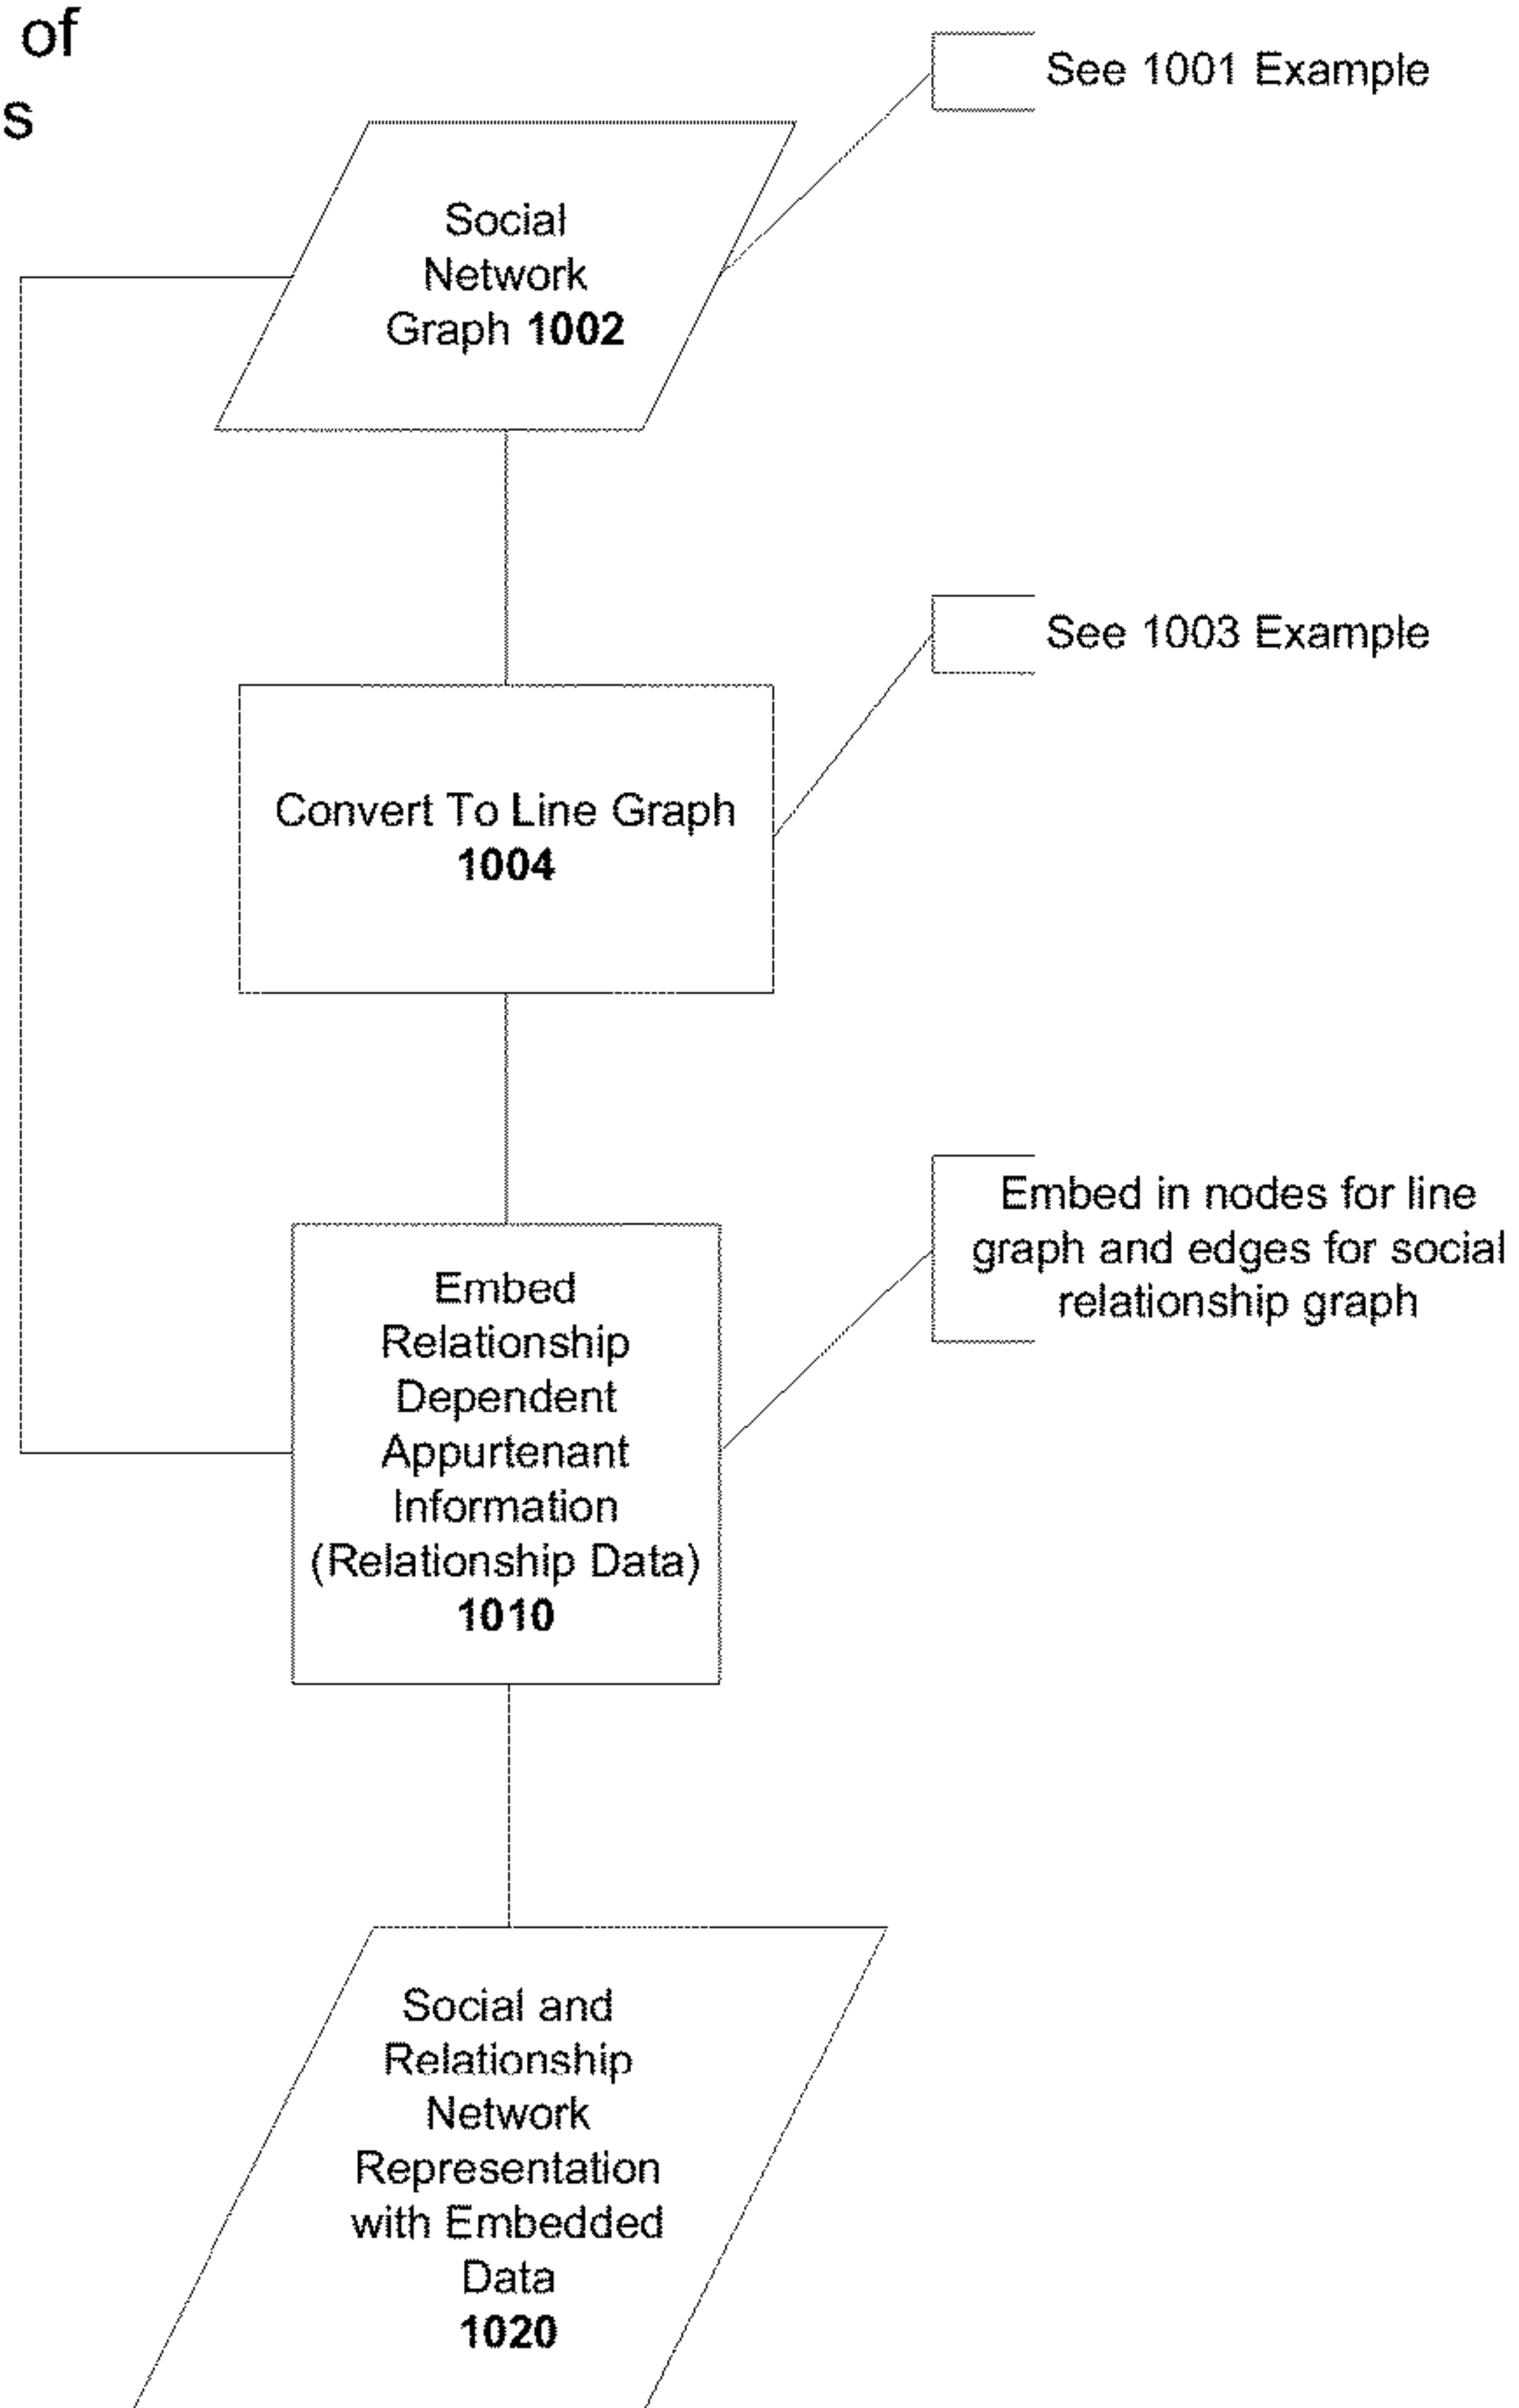 of
s
See 1001 Example
Social
Network
Graph 1002
See 1003 Example
Convert To Line Graph
1004
Embed in nodes for line
graph and edges for social
relationship graph
Embed
Relationship
Dependent
Appurtenant
Information
(Relationship Data)
1010
Social and
Relationship
Network
Representation
with Embedded
Data
1020